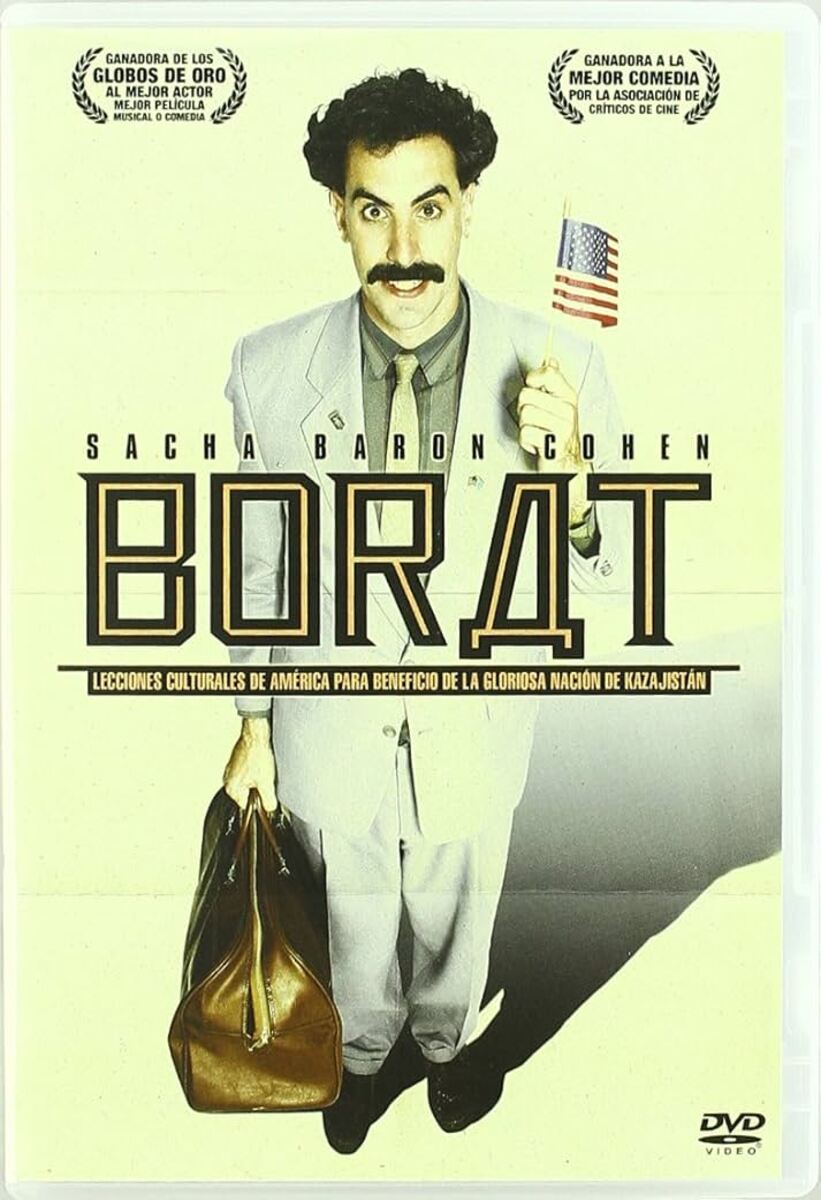 GANADORA DE LOS
GLOBOS DE ORO
AL MEJOR ACTOR
MEJOR PELÍCULA
MUSICAL O COMEDIA
GANADORA A LA
MEJOR COMEDIA
POR LA ASOCIACIÓN DE
CRÍTICOS DE CINE
SACHA BARON COHEN
BORДT
LECCIONES CULTURALES DE AMÉRICA PARA BENEFICIO DE LA GLORIOSA NACIÓN DE KAZAJISTÁN
DVD
VIDEO